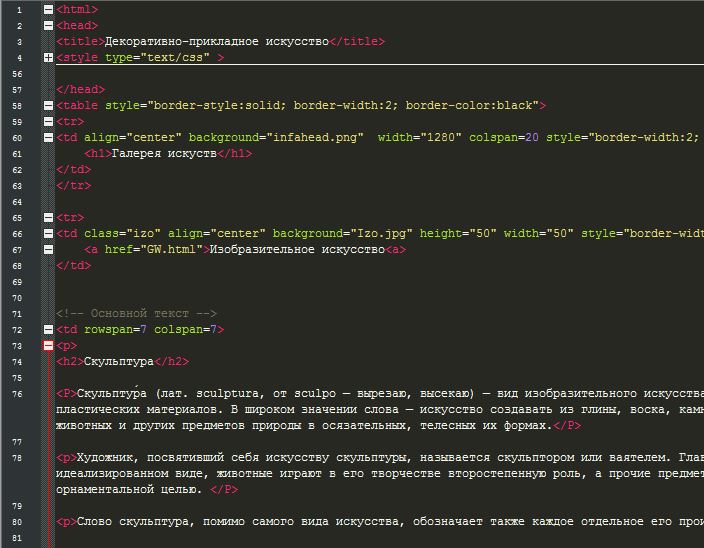 1 <html>
2 <head>
3 <title>Декоративно-прикладное искусство</title>
4 <style type="text/css" >
56
57 </head>
58 <table style="border-style:solid; border-width:2; border-color:black">
59 <tr>
60 <td align="center" background="infahead.png"  width="1280" colspan=20 style="border-width:2;
61     <h1>Галерея искуств</h1>
62 </td>
63 </tr>
64
65 <tr>
66 <td class="izo" align="center" background="Izo.jpg" height="50" width="50" style="border-widt
67     <a href="GW.html">Изобразительное искусство<a>
68 </td>
69
70
71 <!-- Основной текст -->
72 <td rowspan=7 colspan=7>
73 <p>
74 <h2>Скульптура</h2>
75
76 <P>Скульпту́ра (лат. sculptura, от sculpo — вырезаю, высекаю) — вид изобразительного искусства
пластических материалов. В широком значении слова — искусство создавать из глины, воска, камн
животных и других предметов природы в осязательных, телесных их формах.</P>
77
78 <p>Художник, посвятивший себя искусству скульптуры, называется скульптором или ваятелем. Глав
идеализированном виде, животные играют в его творчестве второстепенную роль, а прочие предмет
орнаментальной целью. </P>
79
80 <p>Слово скульптура, помимо самого вида искусства, обозначает также каждое отдельное его прои
81